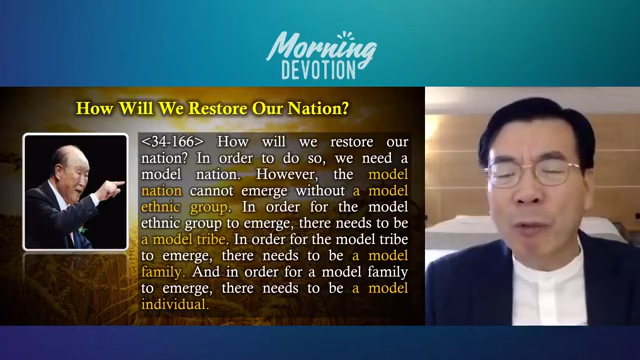 Morning
DEVOTION
How Will We Restore Our Nation?
<34-166> How will we restore our
nation? In order to do so, we need a
model nation. However, the model
nation cannot emerge without a model
ethnic group. In order for the model
ethnic group to emerge, there needs to be
a model tribe. In order for the model tribe
to emerge, there needs to be a model
family. And in order for a model family
to emerge, there needs to be a model
individual.